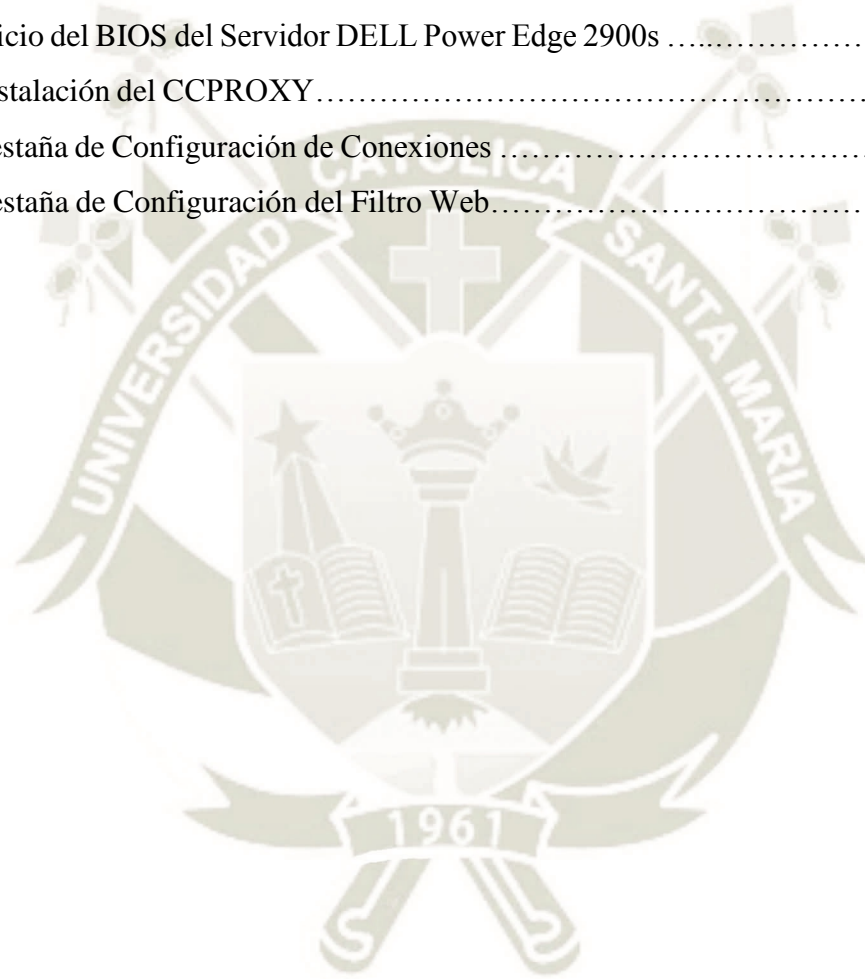 icio del BIOS del Servidor DELL Power Edge 2900s ….……………
stalación del CCPROXY……………………………………………………
estaña de Configuración de Conexiones ………………………………
estaña de Configuración del Filtro Web………………………………
UNIVERSIDAD CATOLICA SANTA MARIA
1961